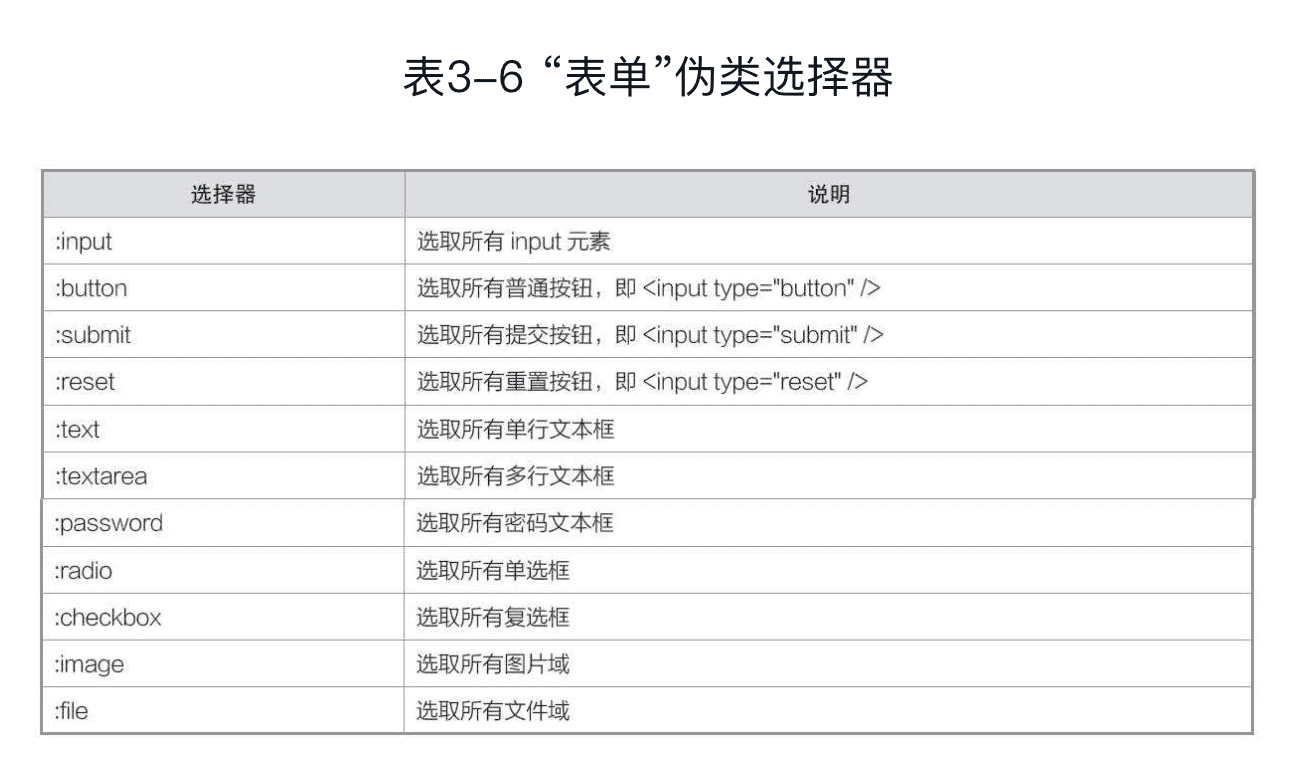 表3-6 “表单”伪类选择器
选择器 说明
:input 选取所有 input 元素
:button 选取所有普通按钮，即 <input type="button" />
:submit 选取所有提交按钮，即 <input type="submit" />
:reset 选取所有重置按钮，即 <input type="reset" />
:text 选取所有单行文本框
:textarea 选取所有多行文本框
:password 选取所有密码文本框
:radio 选取所有单选框
:checkbox 选取所有复选框
:image 选取所有图片域
:file 选取所有文件域